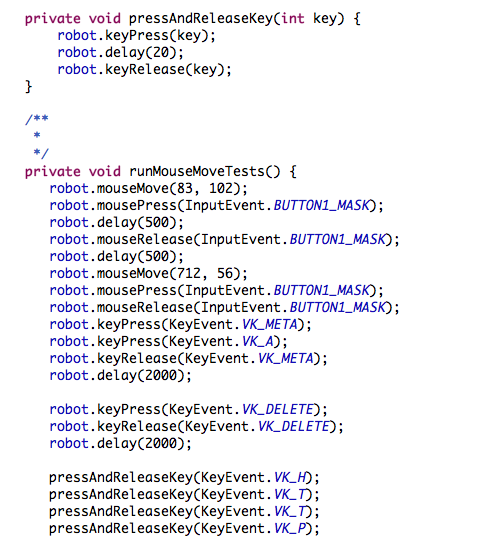 private void pressAndReleaseKey(int key) {
    robot.keyPress(key);
    robot.delay(20);
    robot.keyRelease(key);
}

/**
 *
 */
private void runMouseMoveTests() {
   robot.mouseMove(83, 102);
   robot.mousePress(InputEvent.BUTTON1_MASK);
   robot.delay(500);
   robot.mouseRelease(InputEvent.BUTTON1_MASK);
   robot.delay(500);
   robot.mouseMove(712, 56);
   robot.mousePress(InputEvent.BUTTON1_MASK);
   robot.mouseRelease(InputEvent.BUTTON1_MASK);
   robot.keyPress(KeyEvent.VK_META);
   robot.keyPress(KeyEvent.VK_A);
   robot.keyRelease(KeyEvent.VK_META);
   robot.delay(2000);

   robot.keyPress(KeyEvent.VK_DELETE);
   robot.keyRelease(KeyEvent.VK_DELETE);
   robot.delay(2000);

   pressAndReleaseKey(KeyEvent.VK_H);
   pressAndReleaseKey(KeyEvent.VK_T);
   pressAndReleaseKey(KeyEvent.VK_T);
   pressAndReleaseKey(KeyEvent.VK_P);